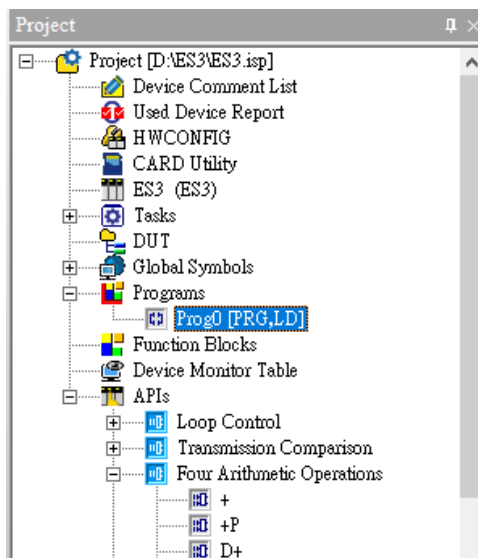 Project
Project [D:\ES3\ES3.isp]
Device Comment List
Used Device Report
HWCONFIG
CARD Utility
ES3 (ES3)
Tasks
DUT
Global Symbols
Programs
Prog0 [PRG,LD]
Function Blocks
Device Monitor Table
APIs
Loop Control
Transmission Comparison
Four Arithmetic Operations
+
+P
D+